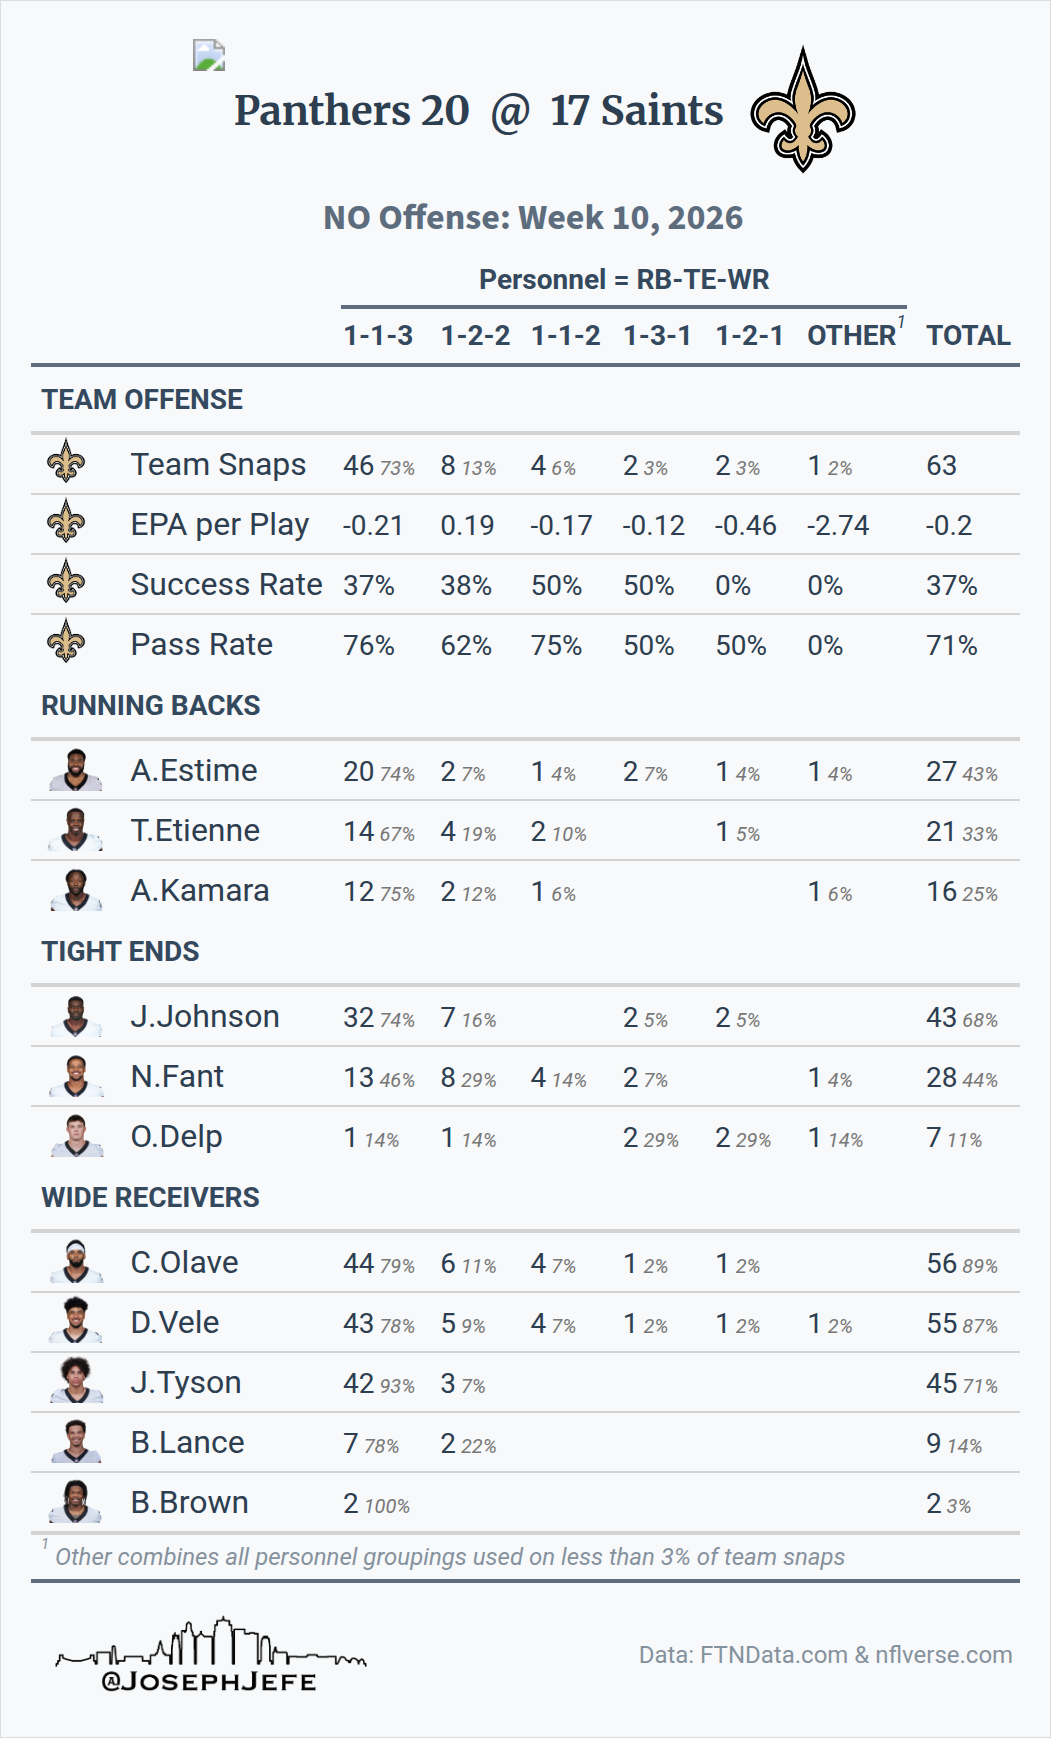 Panthers 20 @ 17 Saints
NO Offense: Week 10, 2026
Personnel = RB-TE-WR
1-1-3 1-2-2 1-1-2 1-3-1 1-2-1 OTHER1 TOTAL
TEAM OFFENSE
Team Snaps 46 73% 8 13% 4 6% 2 3% 2 3% 1 2% 63
EPA per Play -0.21 0.19 -0.17 -0.12 -0.46 -2.74 -0.2
Success Rate 37% 38% 50% 50% 0% 0% 37%
Pass Rate 76% 62% 75% 50% 50% 0% 71%
RUNNING BACKS
A.Estime 20 74% 2 7% 1 4% 2 7% 1 4% 1 4% 27 43%
T.Etienne 14 67% 4 19% 2 10% 1 5% 21 33%
A.Kamara 12 75% 2 12% 1 6% 1 6% 16 25%
TIGHT ENDS
J.Johnson 32 74% 7 16% 2 5% 2 5% 43 68%
N.Fant 13 46% 8 29% 4 14% 2 7% 1 4% 28 44%
O.Delp 1 14% 1 14% 2 29% 2 29% 1 14% 7 11%
WIDE RECEIVERS
C.Olave 44 79% 6 11% 4 7% 1 2% 1 2% 56 89%
D.Vele 43 78% 5 9% 4 7% 1 2% 1 2% 1 2% 55 87%
J.Tyson 42 93% 3 7% 45 71%
B.Lance 7 78% 2 22% 9 14%
B.Brown 2 100% 2 3%
1 Other combines all personnel groupings used on less than 3% of team snaps
@JOSEPHJEFE
Data: FTNData.com & nflverse.com